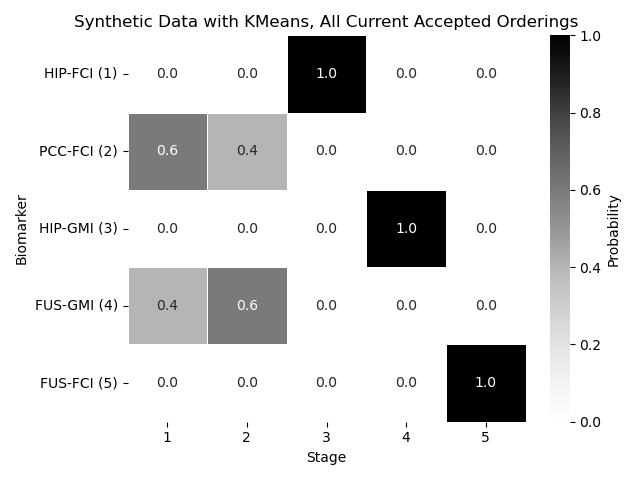 Synthetic Data with KMeans, All Current Accepted Orderings
HIP-FCI (1) 0.0 0.0 1.0 0.0 0.0
PCC-FCI (2) 0.6 0.4 0.0 0.0 0.0
HIP-GMI (3) 0.0 0.0 0.0 1.0 0.0
FUS-GMI (4) 0.4 0.6 0.0 0.0 0.0
FUS-FCI (5) 0.0 0.0 0.0 0.0 1.0
1 2 3 4 5
Stage
Biomarker
1.0
0.8
0.6
0.4
0.2
0.0
Probability